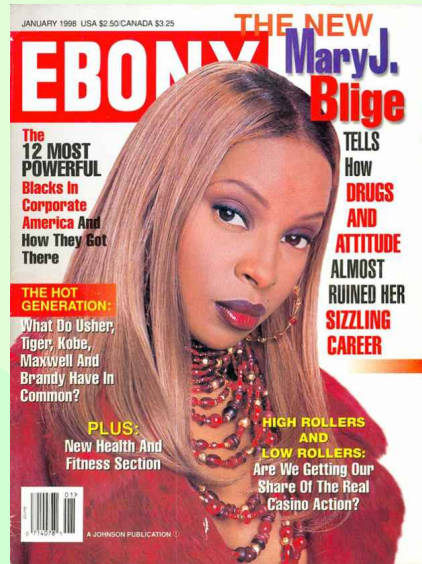 JANUARY 1998 USA $2.50/CANADA $3.25
THE NEW
EBONY
Mary J.
Blige
TELLS
How
DRUGS
AND
ATTITUDE
ALMOST
RUINED HER
SIZZLING
CAREER
The
12 MOST
POWERFUL
Blacks In
Corporate
America And
How They Got
There
THE HOT
GENERATION:
What Do Usher,
Tiger, Kobe,
Maxwell And
Brandy Have In
Common?
PLUS:
New Health And
Fitness Section
HIGH ROLLERS
AND
LOW ROLLERS:
Are We Getting Our
Share Of The Real
Casino Action?
01>
A JOHNSON PUBLICATION